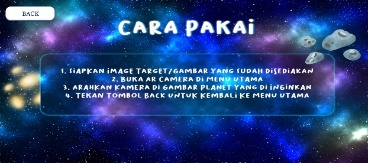 BACK
CARA PAKAI
1. SIAPKAN IMAGE TARGET/GAMBAR YANG SUDAH DISEDIAKAN
2. BUKA AR CAMERA DI MENU UTAMA
3. ARAHKAN KAMERA DI GAMBAR PLANET YANG DI INGINKAN
4. TEKAN TOMBOL BACK UNTUK KEMBALI KE MENU UTAMA